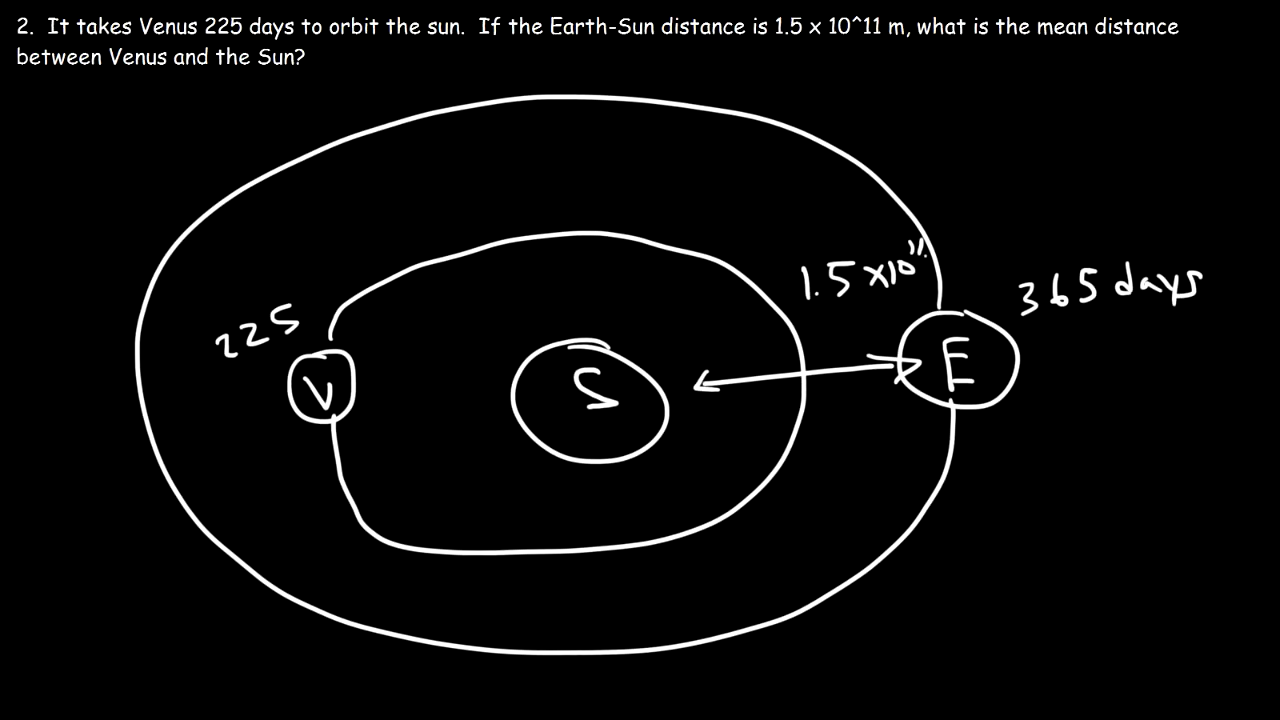 2. It takes Venus 225 days to orbit the sun. If the Earth-Sun distance is 1.5 x 10^11 m, what is the mean distance
between Venus and the Sun?
1.5 x10¹¹
365 days
225
V
S
E